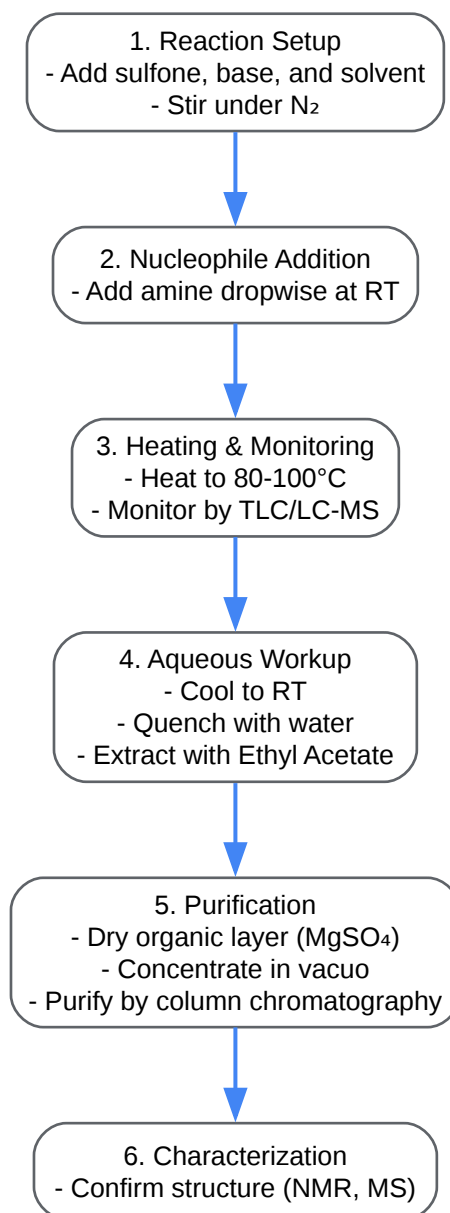 1. Reaction Setup
- Add sulfone, base, and solvent
- Stir under N₂
2. Nucleophile Addition
- Add amine dropwise at RT
3. Heating & Monitoring
- Heat to 80-100°C
- Monitor by TLC/LC-MS
4. Aqueous Workup
- Cool to RT
- Quench with water
- Extract with Ethyl Acetate
5. Purification
- Dry organic layer (MgSO₄)
- Concentrate in vacuo
- Purify by column chromatography
6. Characterization
- Confirm structure (NMR, MS)